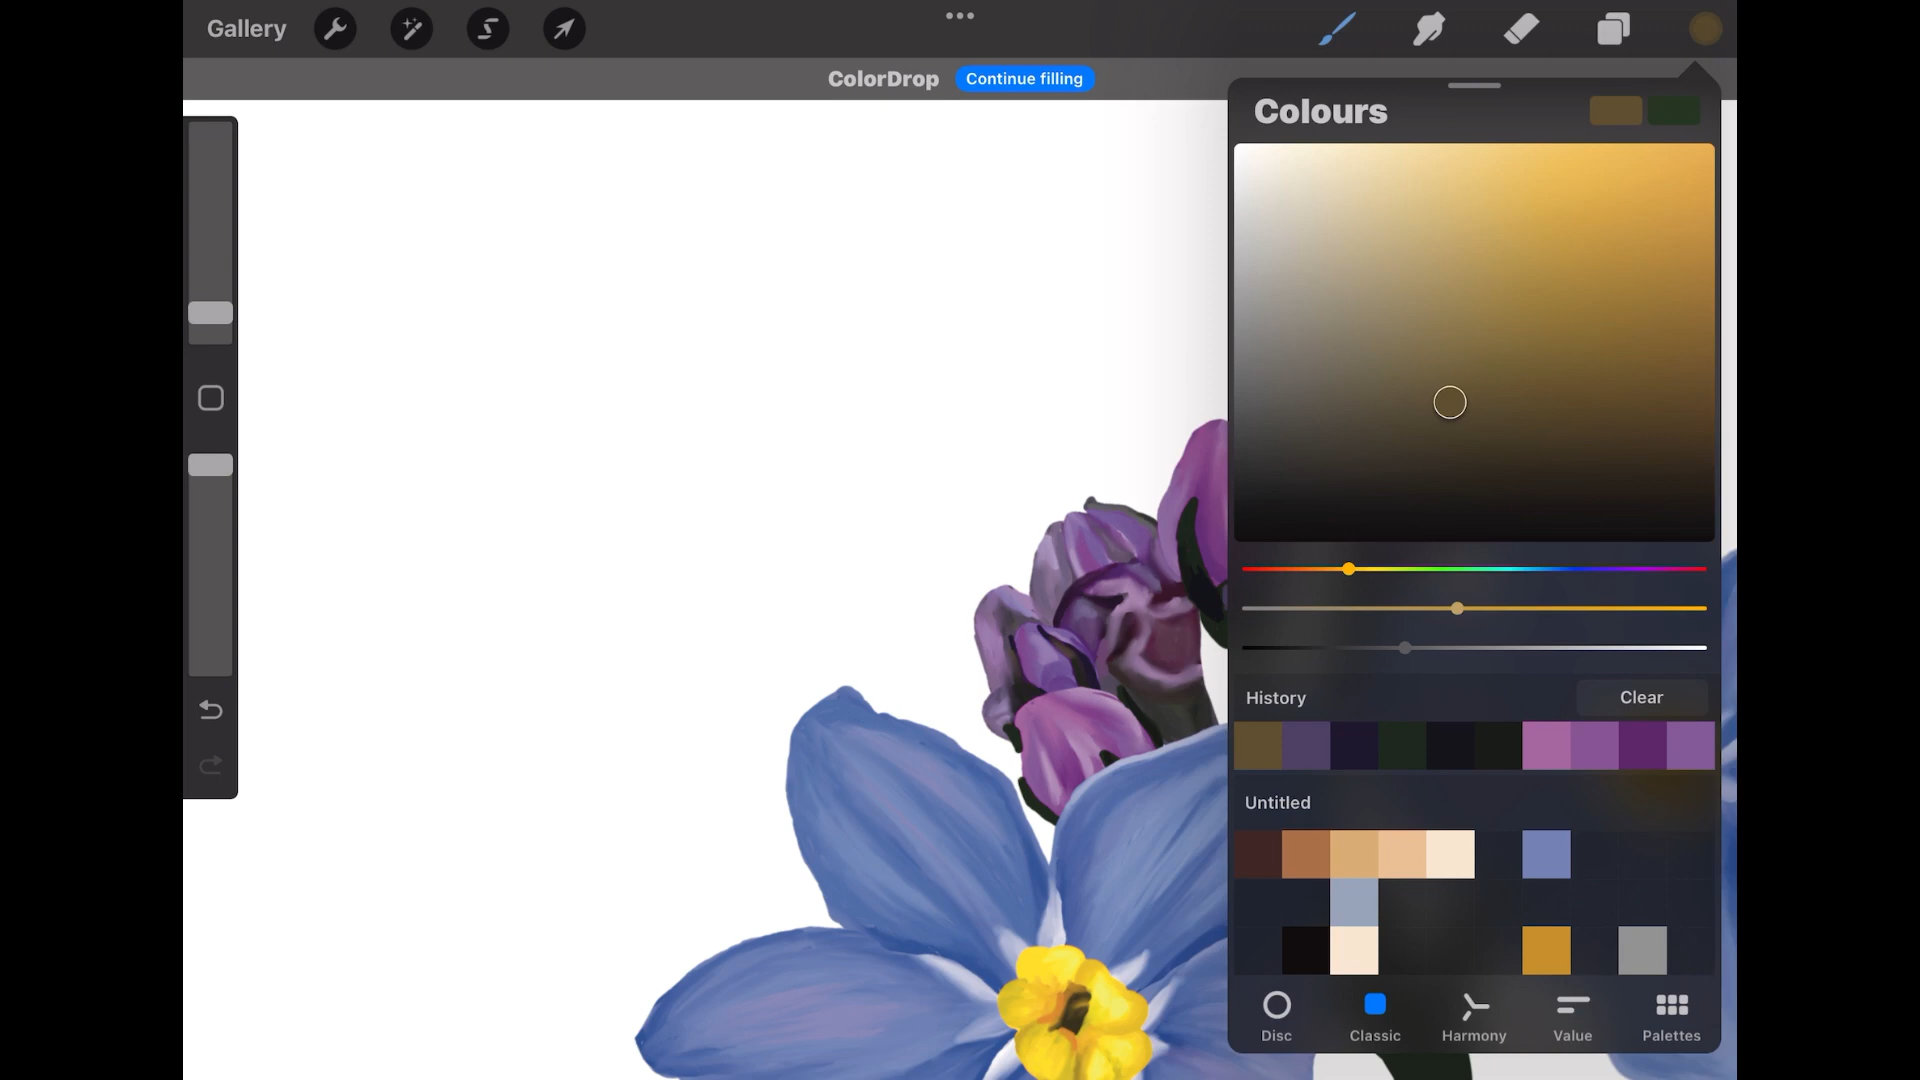 Gallery
ColorDrop Continue filling
Colours
History Clear
Untitled
Disc Classic Harmony Value Palettes